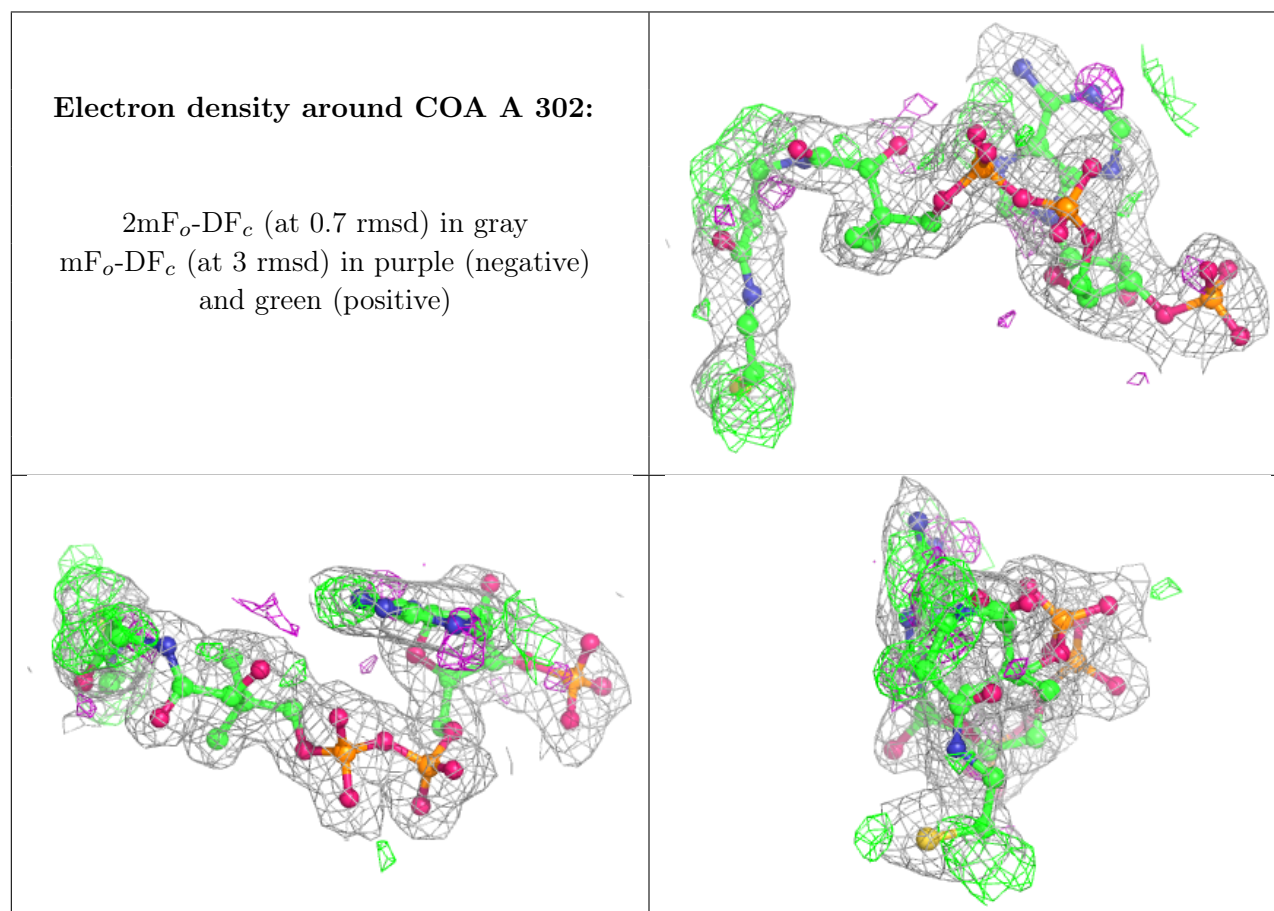 Electron density around COA A 302:
2mFo-DFc (at 0.7 rmsd) in gray
mFo-DFc (at 3 rmsd) in purple (negative)
and green (positive)